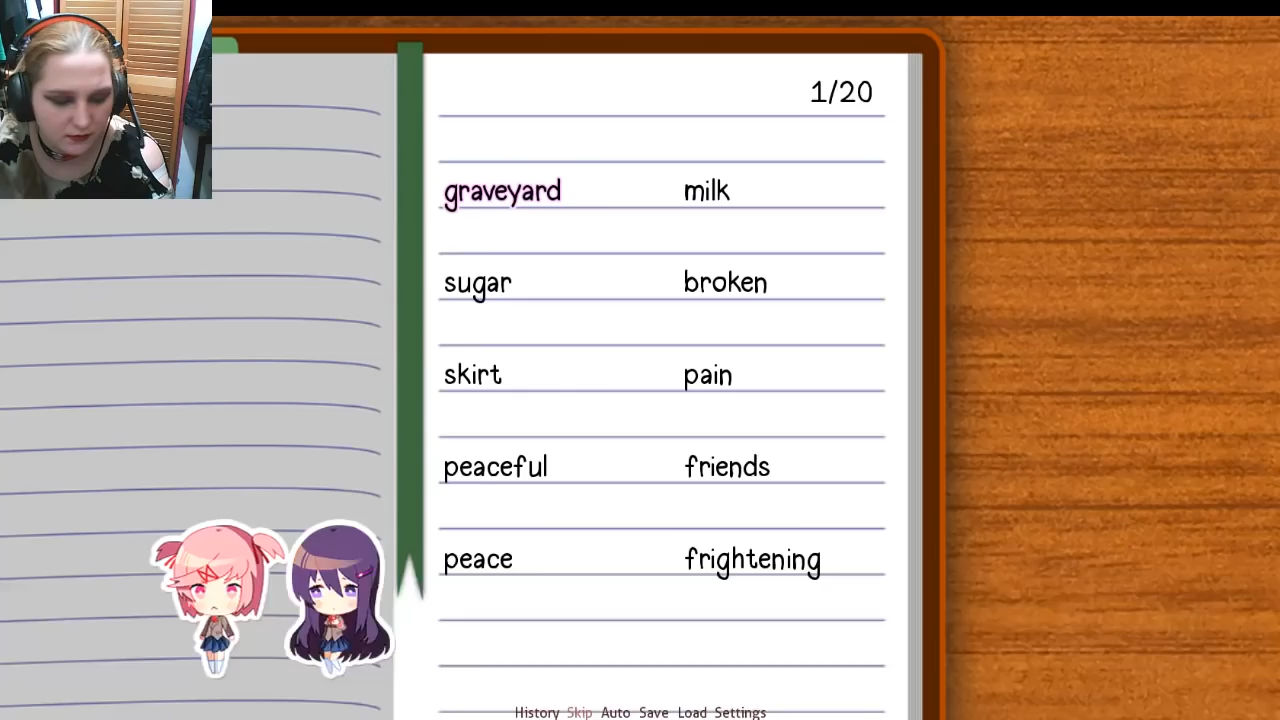 1/20
graveyard milk
sugar broken
skirt pain
peaceful friends
peace frightening
History Skip Auto Save Load Settings